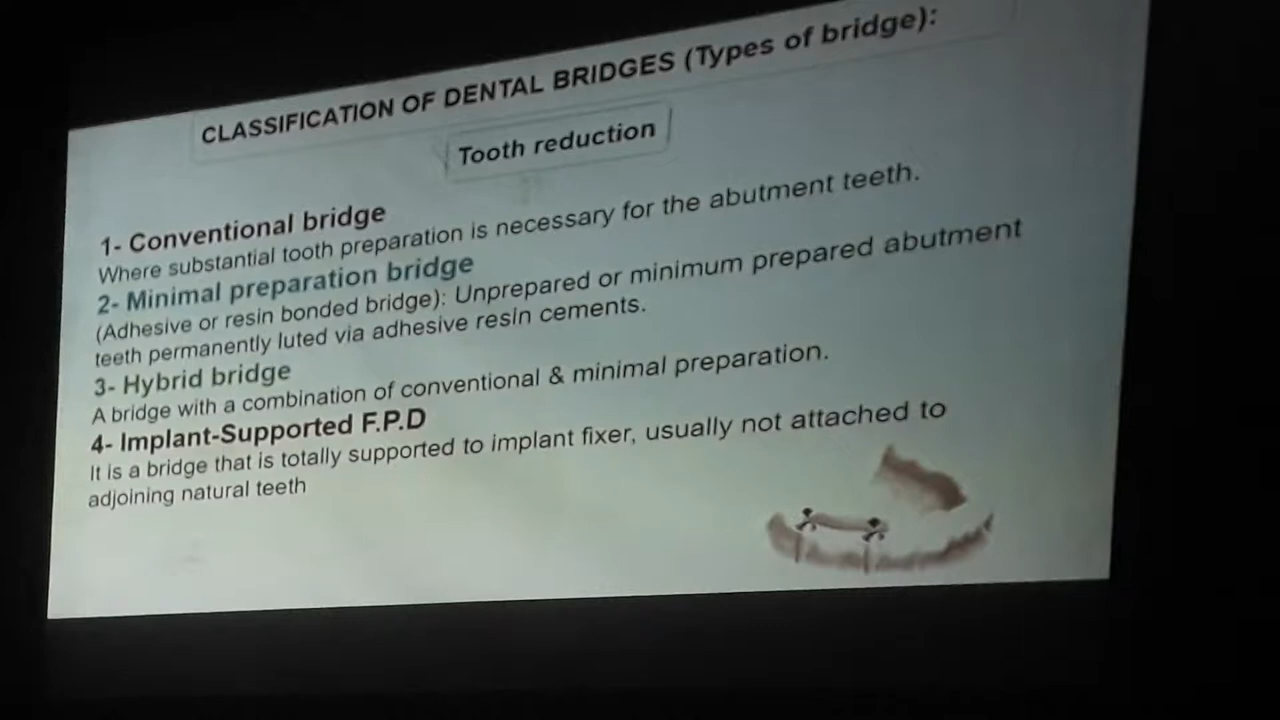 CLASSIFICATION OF DENTAL BRIDGES (Types of bridge):
Tooth reduction
1- Conventional bridge
Where substantial tooth preparation is necessary for the abutment teeth.
2- Minimal preparation bridge
(Adhesive or resin bonded bridge): Unprepared or minimum prepared abutment
teeth permanently luted via adhesive resin cements.
3- Hybrid bridge
A bridge with a combination of conventional & minimal preparation.
4- Implant-Supported F.P.D
It is a bridge that is totally supported to implant fixer, usually not attached to
adjoining natural teeth